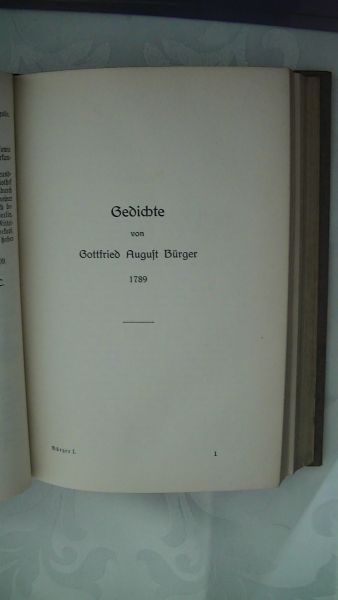 Gedichte
von
Gottfried August Bürger
1789
Bürger I.
1